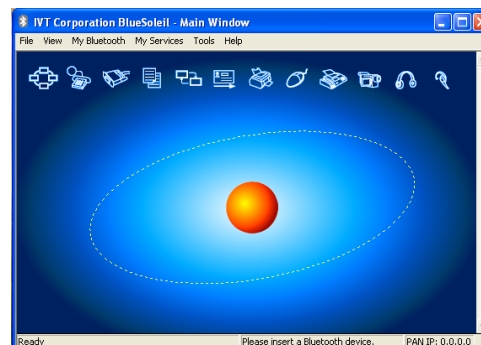 IVT Corporation BlueSoleil - Main Window
File View My Bluetooth My Services Tools Help
Ready Please insert a Bluetooth device. PAN IP: 0.0.0.0